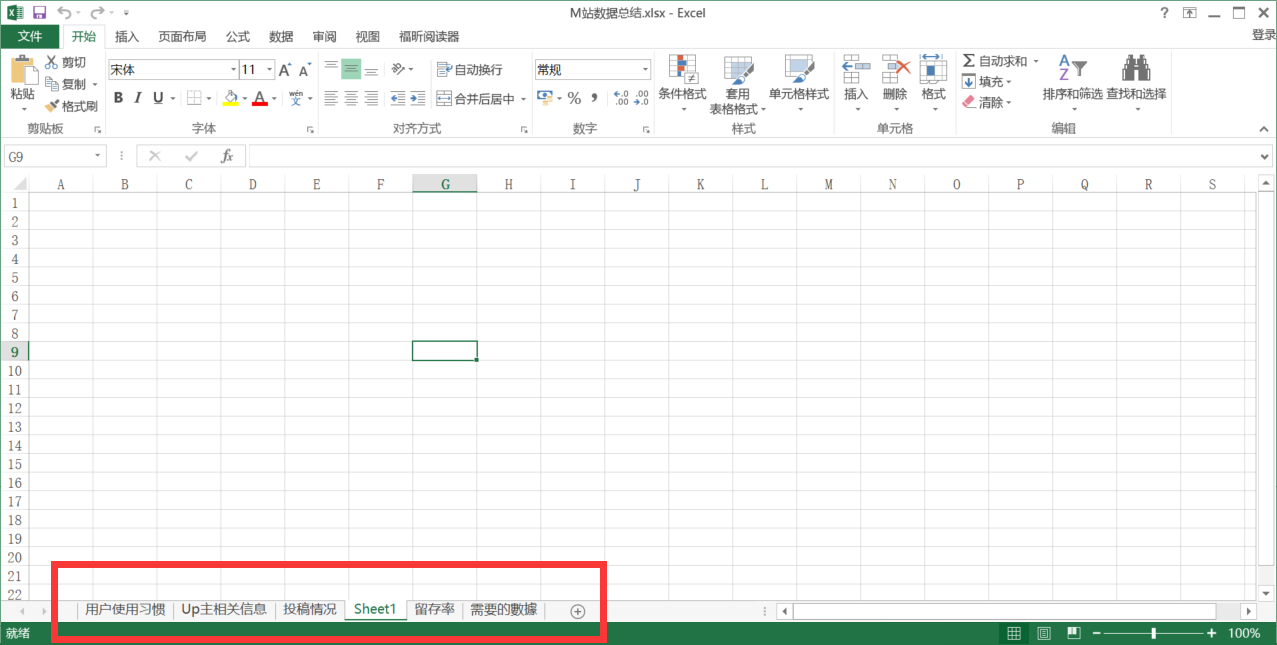 M站数据总结.xlsx - Excel
?
文件 开始 插入 页面布局 公式 数据 审阅 视图 福昕阅读器 登录
粘贴 剪切 复制 格式刷 剪贴板
宋体 11 A A
B I U A wén 文
字体
自动换行
合并后居中
对齐方式
常规
% , .0 .00 .00 .0
数字
条件格式 套用 表格格式 单元格样式
样式
插入 删除 格式
单元格
Σ 自动求和 填充 清除
A Z 排序和筛选 查找和选择
编辑
G9 fx
A B C D E F G H I J K L M N O P Q R S
1
2
3
4
5
6
7
8
9
10
11
12
13
14
15
16
17
18
19
20
21
22
用户使用习惯 Up主相关信息 投稿情况 Sheet1 留存率 需要的數據
就绪 100%